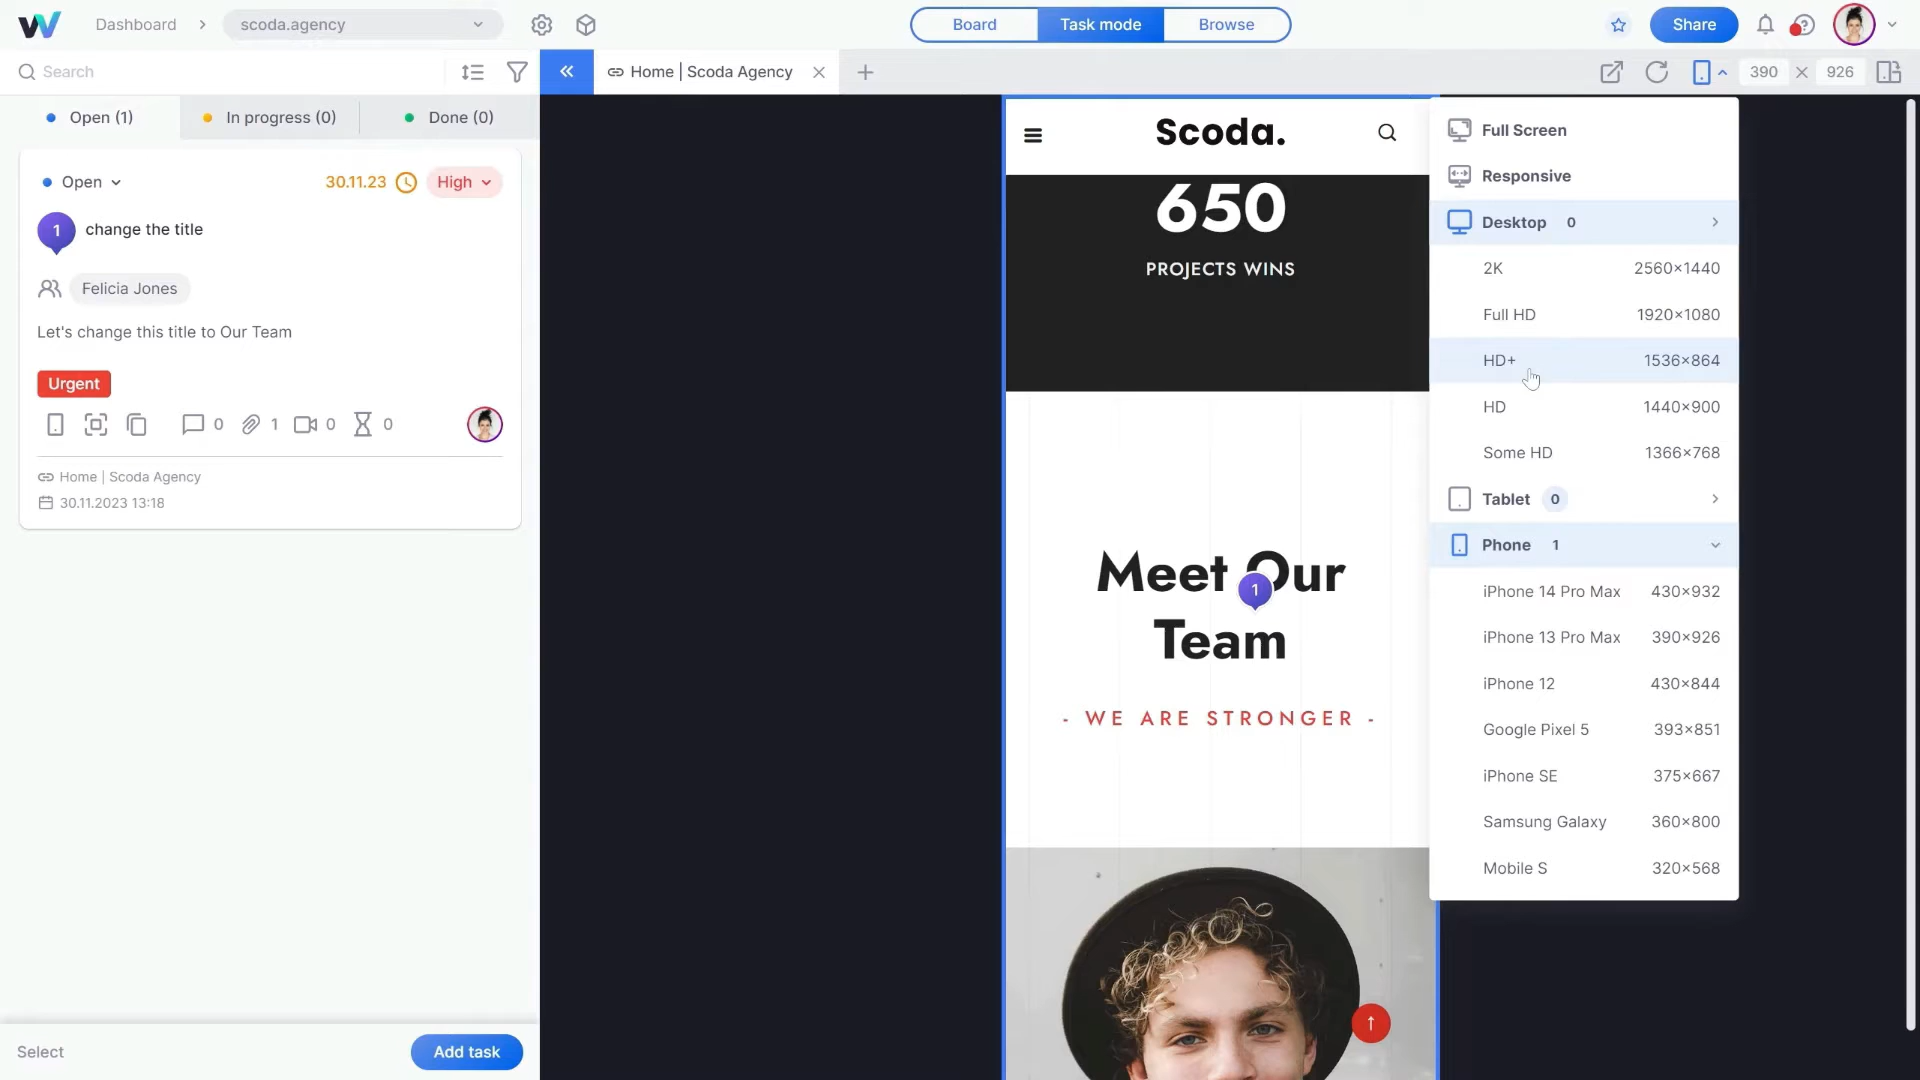 Dashboard
scoda.agency
Board
Task mode
Browse
Share
Search
Home | Scoda Agency
390
926
Open (1)
In progress (0)
Done (0)
Open
30.11.23
High
1
change the title
Felicia Jones
Let's change this title to Our Team
Urgent
0
1
0
0
Home | Scoda Agency
30.11.2023 13:18
Select
Add task
Scoda.
650
PROJECTS WINS
Meet Our
1
Team
- WE ARE STRONGER -
Full Screen
Responsive
Desktop 0
2K 2560×1440
Full HD 1920×1080
HD+ 1536×864
HD 1440×900
Some HD 1366×768
Tablet 0
Phone 1
iPhone 14 Pro Max 430×932
iPhone 13 Pro Max 390×926
iPhone 12 430×844
Google Pixel 5 393×851
iPhone SE 375×667
Samsung Galaxy 360×800
Mobile S 320×568